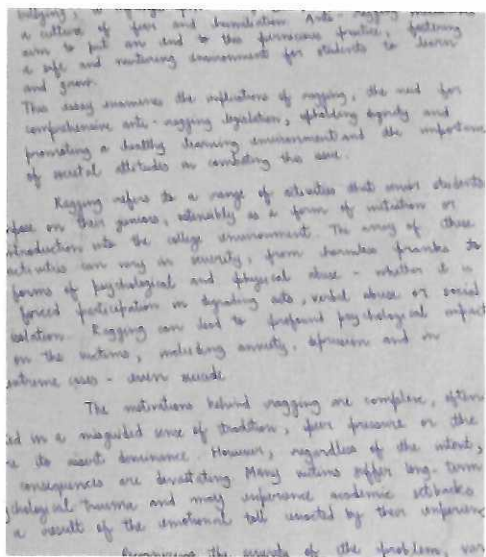 bullying,
a culture of fear and humiliation. Anti-ragging measures
aim to put an end to this pernicious practice, fostering
a safe and nurturing environment for students to learn
and grow.
This essay examines the implications of ragging, the need for
comprehensive anti-ragging legislation, upholding dignity and
promoting a healthy learning environment and the importance
of societal attitudes in combating this issue.
Ragging refers to a range of activities that senior students
on their juniors, ostensibly as a form of initiation or
introduction into the college environment. The array of these
activities can vary in severity, from harmless pranks to
forms of psychological and physical abuse - whether it is
forced participation in degrading acts, verbal abuse or social
isolation. Ragging can lead to profound psychological impact
on the victims, including anxiety, depression and in
extreme cases - even suicide
The motivations behind ragging are complex, often
ed in a misguided sense of tradition, peer pressure or the
its assert dominance. However, regardless of the intent,
consequences are devastating Many victims suffer long-term
chological trauma and may experience academic setbacks
a result of the emotional toll exacted by their experienc
the severity of the problem,